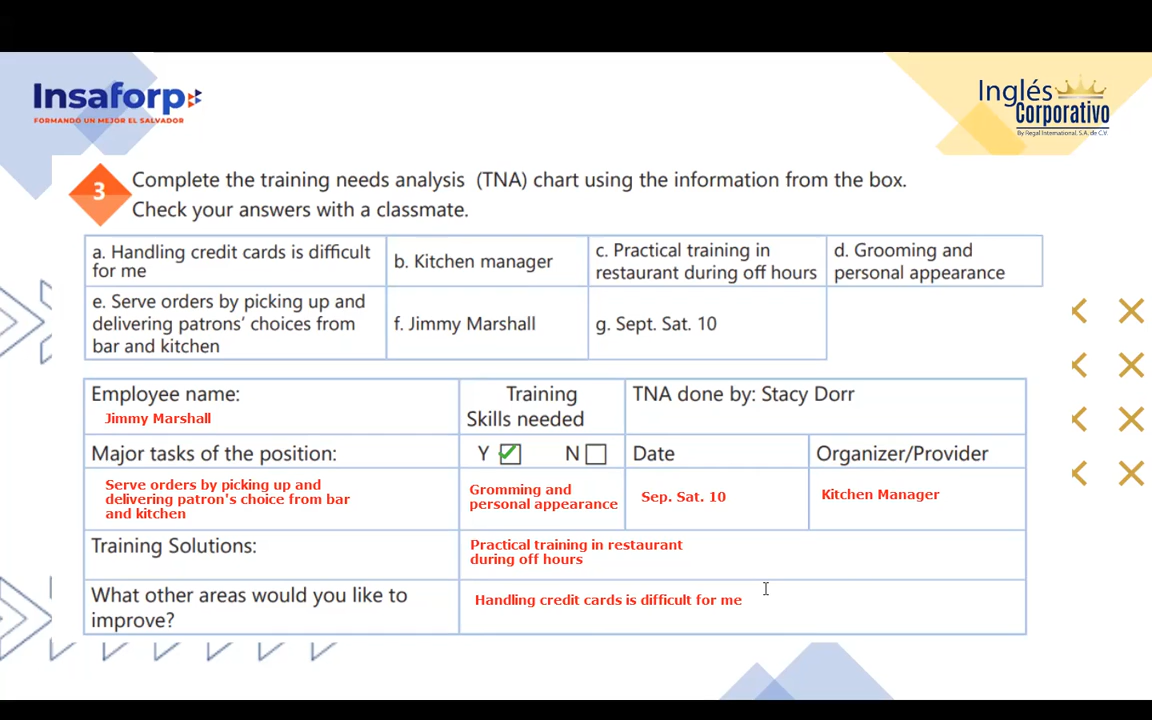 Insaforp
FORMANDO UN MEJOR EL SALVADOR
Inglés
Corporativo
By Regal International, S.A. de C.V.
3
Complete the training needs analysis (TNA) chart using the information from the box.
Check your answers with a classmate.
a. Handling credit cards is difficult
for me
b. Kitchen manager
c. Practical training in
restaurant during off hours
d. Grooming and
personal appearance
e. Serve orders by picking up and
delivering patrons' choices from
bar and kitchen
f. Jimmy Marshall
g. Sept. Sat. 10
Employee name:
Jimmy Marshall
Training
Skills needed
TNA done by: Stacy Dorr
Major tasks of the position:
Y N
Date
Organizer/Provider
Serve orders by picking up and
delivering patron's choice from bar
and kitchen
Gromming and
personal appearance
Sep. Sat. 10
Kitchen Manager
Training Solutions:
Practical training in restaurant
during off hours
What other areas would you like to
improve?
Handling credit cards is difficult for me